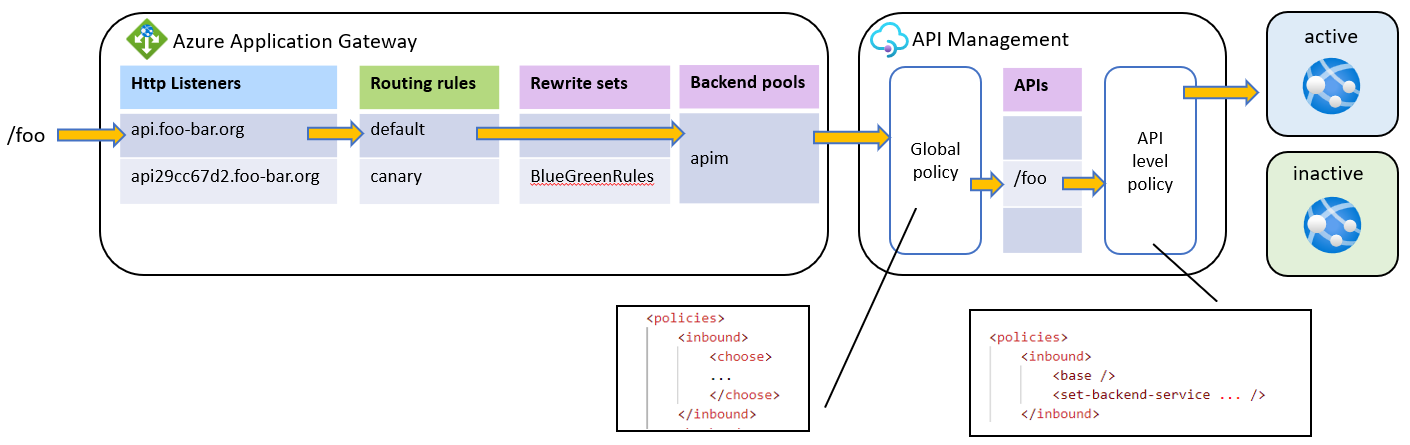 Azure Application Gateway
Http Listeners
Routing rules
Rewrite sets
Backend pools
/foo
api.foo-bar.org
default
apim
api29cc67d2.foo-bar.org
canary
BlueGreenRules
API Management
APIs
Global
policy
/foo
API
level
policy
active
inactive
<policies>
<inbound>
<choose>
...
</choose>
</inbound>
<policies>
<inbound>
<base />
<set-backend-service ... />
</inbound>